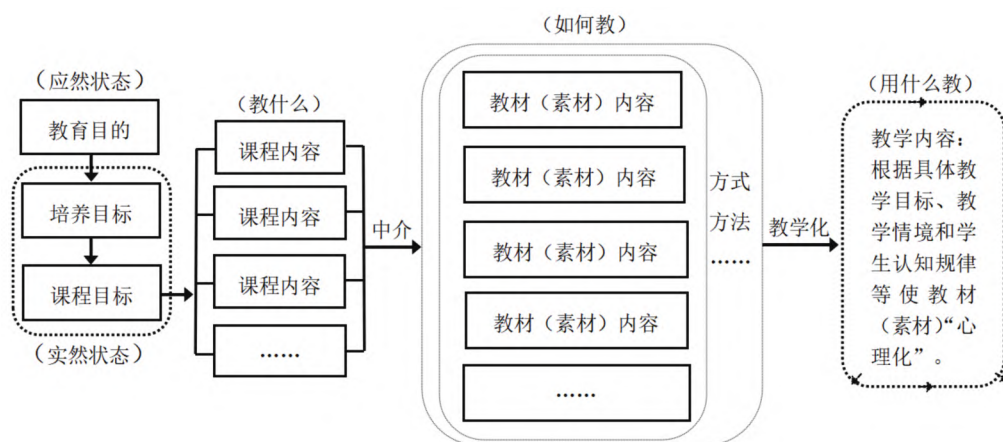 （应然状态）
教育目的
培养目标
课程目标
（实然状态）
（教什么）
课程内容
课程内容
课程内容
……
中介
（如何教）
教材（素材）内容
教材（素材）内容
教材（素材）内容
教材（素材）内容
……
方式
方法
……
教学化
（用什么教）
教学内容：
根据具体教
学目标、教
学情境和学
生认知规律
等使教材
（素材）“心
理化”。